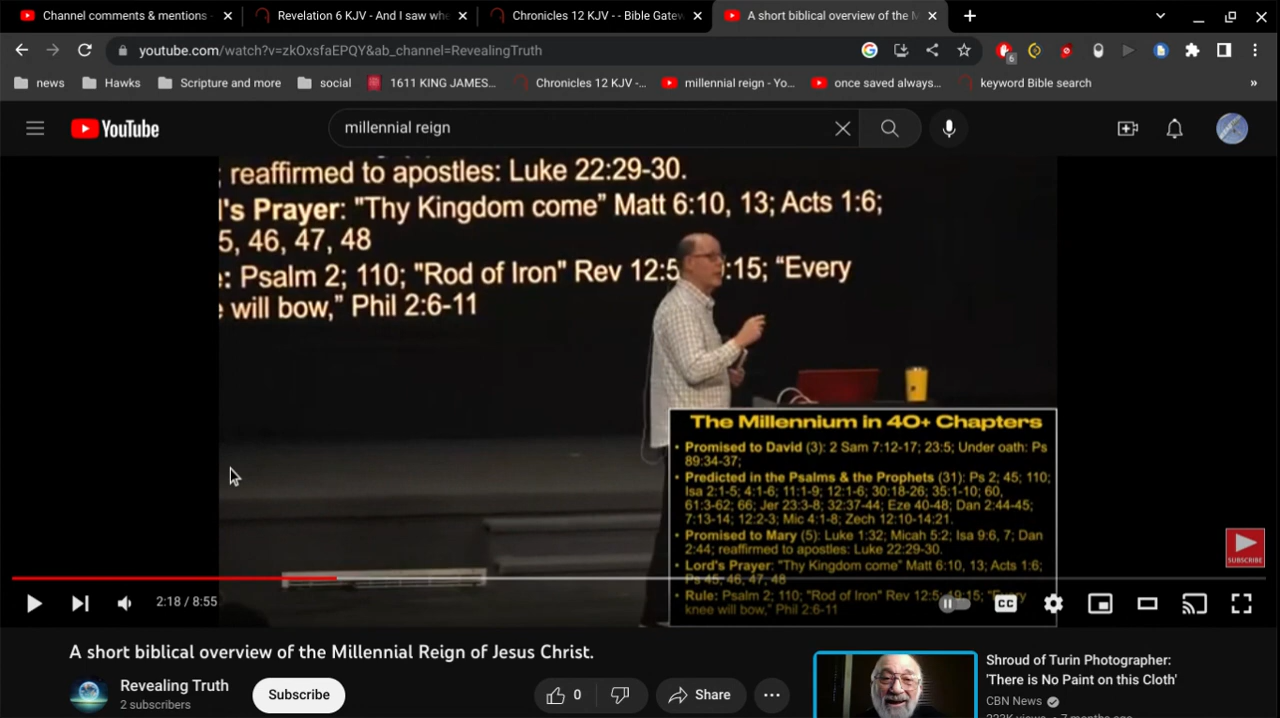 Channel comments & mentions -
Revelation 6 KJV - And I saw whe
Chronicles 12 KJV - - Bible Gatew
A short biblical overview of the M
youtube.com/watch?v=zkOxsfaEPQY&ab_channel=RevealingTruth
6
news
Hawks
Scripture and more
social
1611 KING JAMES...
Chronicles 12 KJV -...
millennial reign - Yo...
once saved always...
keyword Bible search
»
YouTube
millennial reign
; reaffirmed to apostles: Luke 22:29-30.
l's Prayer: "Thy Kingdom come" Matt 6:10, 13; Acts 1:6;
5, 46, 47, 48
: Psalm 2; 110; "Rod of Iron" Rev 12:5 :15; “Every
will bow,” Phil 2:6-11
The Millennium in 40+ Chapters
• Promised to David (3): 2 Sam 7:12-17; 23:5; Under oath: Ps
89:34-37;
• Predicted in the Psalms & the Prophets (31): Ps 2; 45; 110;
Isa 2:1-5; 4:1-6; 11:1-9; 12:1-6; 30:18-26; 35:1-10; 60,
61:3-62; 66; Jer 23:3-8; 32:37-44; Eze 40-48; Dan 2:44-45;
7:13-14; 12:2-3; Mic 4:1-8; Zech 12:10-14:21.
• Promised to Mary (5): Luke 1:32; Micah 5:2; Isa 9:6, 7; Dan
2:44; reaffirmed to apostles: Luke 22:29-30.
• Lord's Prayer: "Thy Kingdom come" Matt 6:10, 13; Acts 1:6;
Ps 45, 46, 47, 48
• Rule: Psalm 2; 110; "Rod of Iron" Rev 12:5; 19:15; “Every
knee will bow,” Phil 2:6-11
SUBSCRIBE
2:18 / 8:55
CC
A short biblical overview of the Millennial Reign of Jesus Christ.
Revealing Truth
2 subscribers
Subscribe
0
Share
Shroud of Turin Photographer:
'There is No Paint on this Cloth'
CBN News